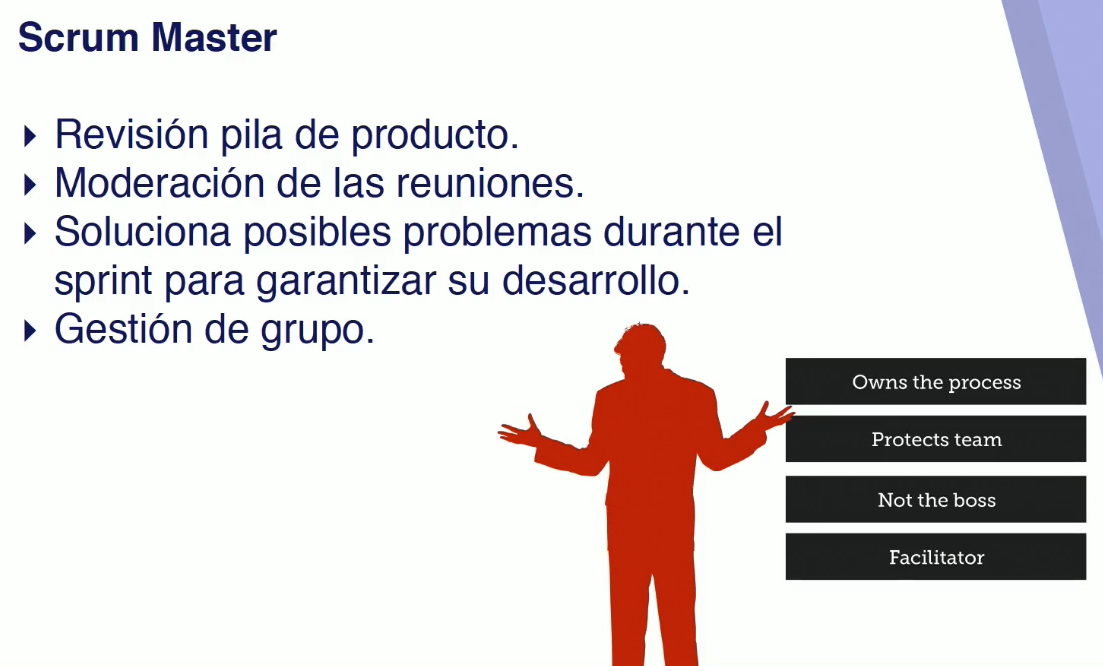 Scrum Master
Revisión pila de producto.
Moderación de las reuniones.
Soluciona posibles problemas durante el
sprint para garantizar su desarrollo.
Gestión de grupo.
Owns the process
Protects team
Not the boss
Facilitator